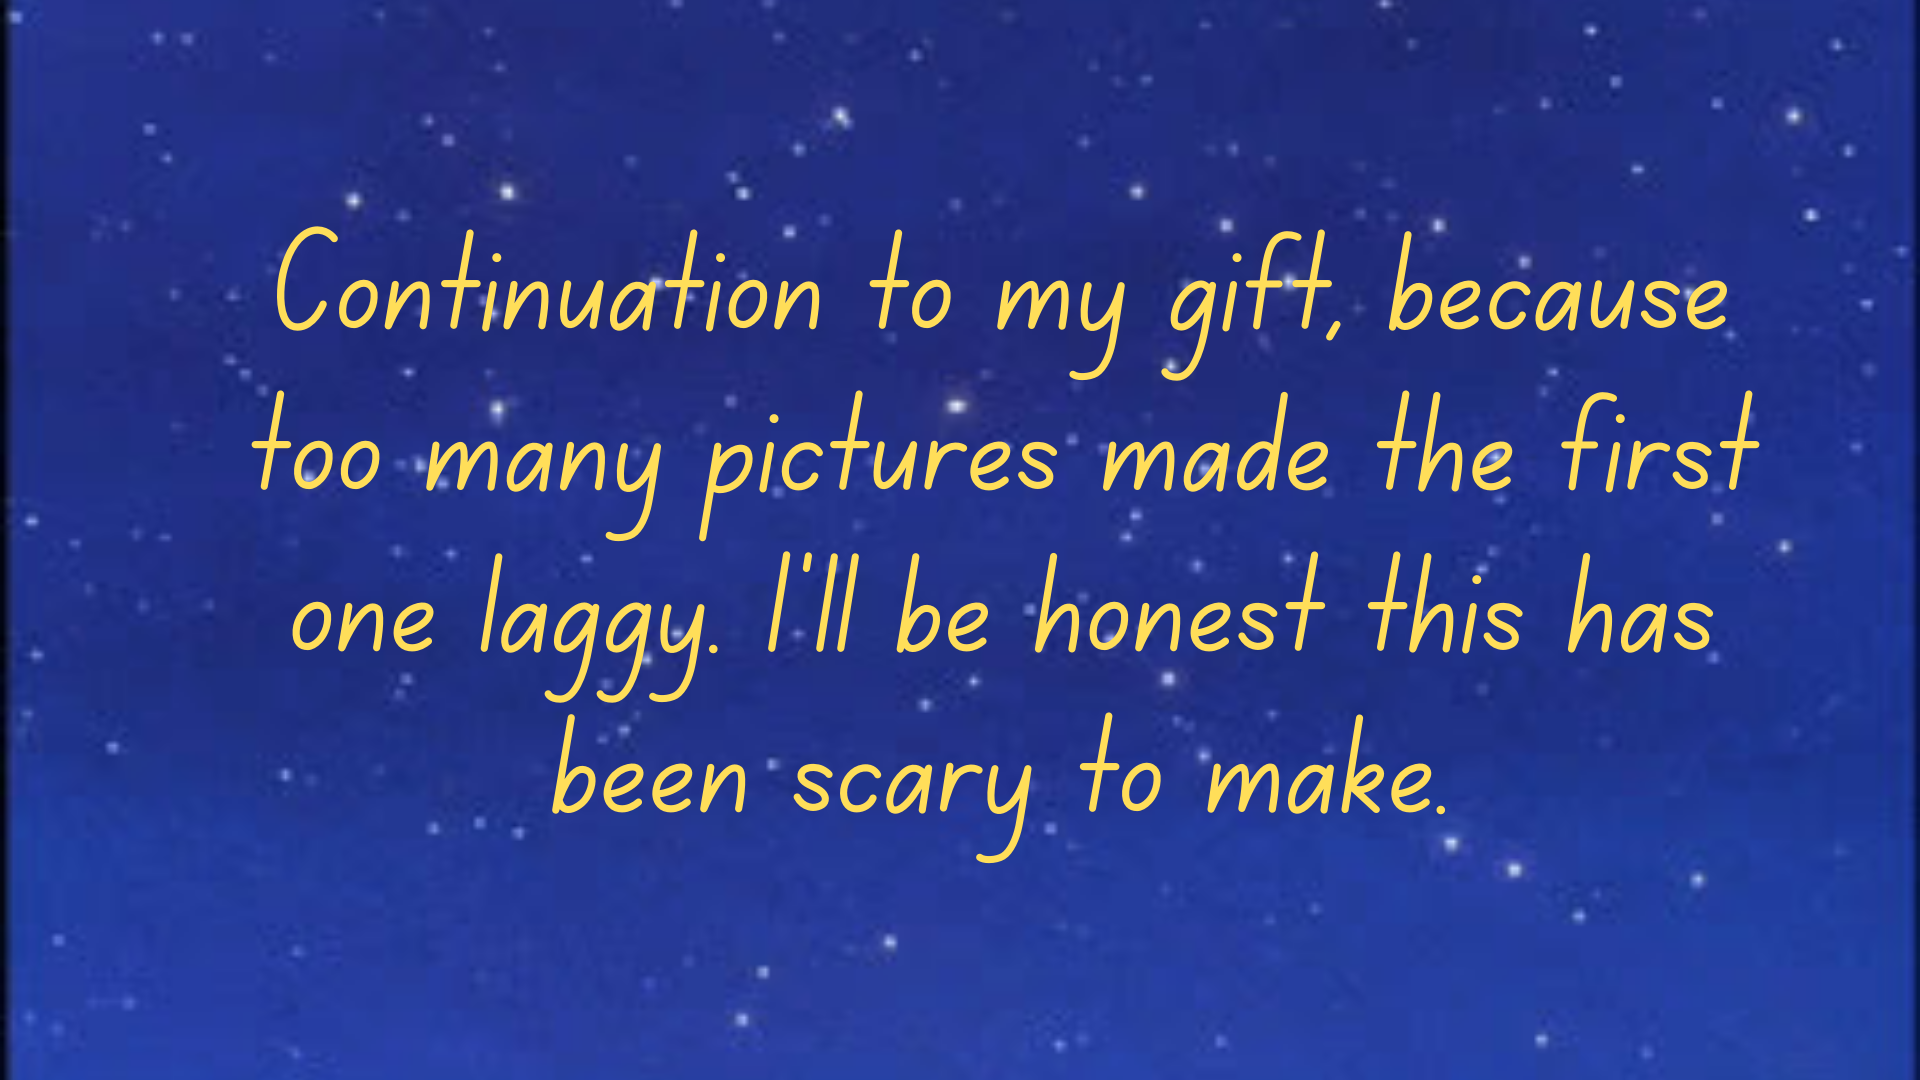 Continuation to my gift, because
too many pictures made the first
one laggy. I'll be honest this has
been scary to make.